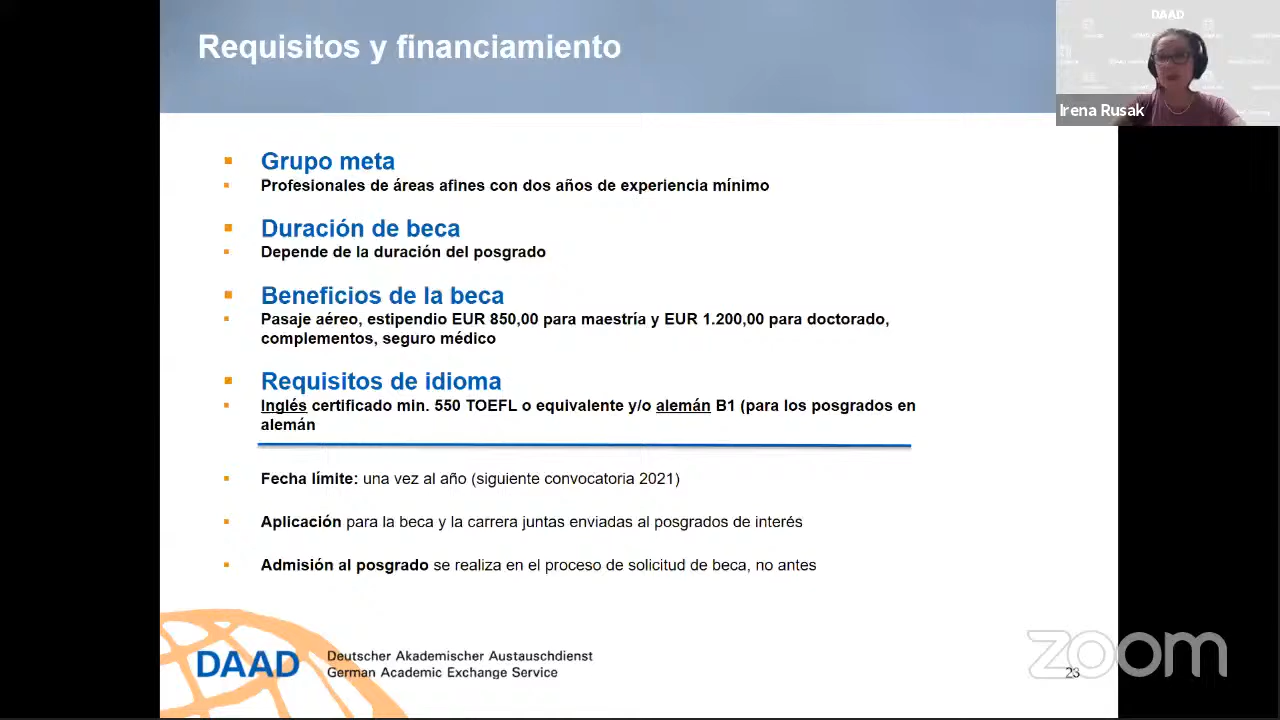 Requisitos y financiamiento
DAAD
Irena Rusak
Grupo meta
Profesionales de áreas afines con dos años de experiencia mínimo
Duración de beca
Depende de la duración del posgrado
Beneficios de la beca
Pasaje aéreo, estipendio EUR 850,00 para maestría y EUR 1.200,00 para doctorado,
complementos, seguro médico
Requisitos de idioma
Inglés certificado min. 550 TOEFL o equivalente y/o alemán B1 (para los posgrados en
alemán
Fecha límite: una vez al año (siguiente convocatoria 2021)
Aplicación para la beca y la carrera juntas enviadas al posgrados de interés
Admisión al posgrado se realiza en el proceso de solicitud de beca, no antes
DAAD
Deutscher Akademischer Austauschdienst
German Academic Exchange Service
zoom
23